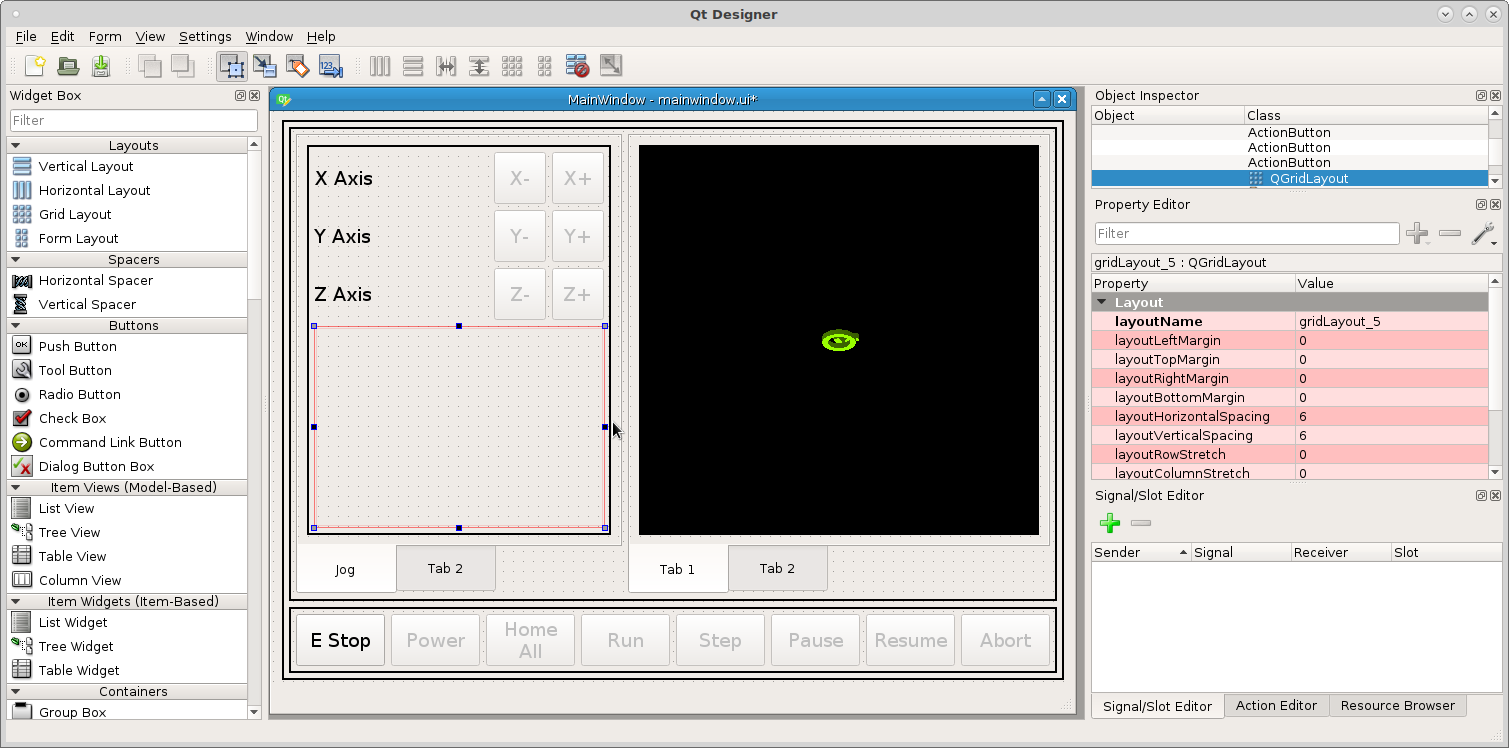 Qt Designer
File Edit Form View Settings Window Help
Widget Box
Filter
Layouts
Vertical Layout
Horizontal Layout
Grid Layout
Form Layout
Spacers
Horizontal Spacer
Vertical Spacer
Buttons
OK Push Button
Tool Button
Radio Button
Check Box
Command Link Button
Dialog Button Box
Item Views (Model-Based)
List View
Tree View
Table View
Column View
Item Widgets (Item-Based)
List Widget
Tree Widget
Table Widget
Containers
Group Box
MainWindow - mainwindow.ui*
X Axis X- X+
Y Axis Y- Y+
Z Axis Z- Z+
Jog Tab 2
Tab 1 Tab 2
E Stop Power Home All Run Step Pause Resume Abort
Object Inspector
Object Class
ActionButton
ActionButton
ActionButton
QGridLayout
Property Editor
Filter
gridLayout_5 : QGridLayout
Property Value
Layout
layoutName gridLayout_5
layoutLeftMargin 0
layoutTopMargin 0
layoutRightMargin 0
layoutBottomMargin 0
layoutHorizontalSpacing 6
layoutVerticalSpacing 6
layoutRowStretch 0
layoutColumnStretch 0
Signal/Slot Editor
Sender Signal Receiver Slot
Signal/Slot Editor Action Editor Resource Browser